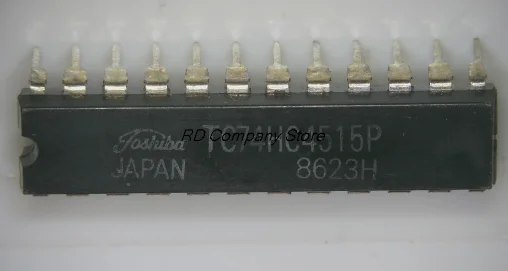 Toshiba TC74HC4515P
RD Company Store
JAPAN 8623H